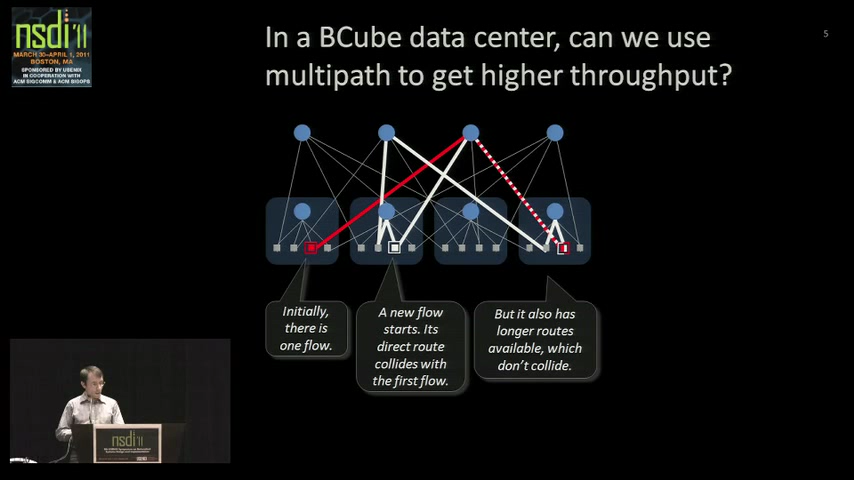 nsdi '11
MARCH 30–APRIL 1, 2011
BOSTON, MA
SPONSORED BY USENIX
IN COOPERATION WITH
ACM SIGCOMM & ACM SIGOPS
In a BCube data center, can we use
multipath to get higher throughput?
5
Initially,
there is
one flow.
A new flow
starts. Its
direct route
collides with
the first flow.
But it also has
longer routes
available, which
don't collide.
nsdi '11